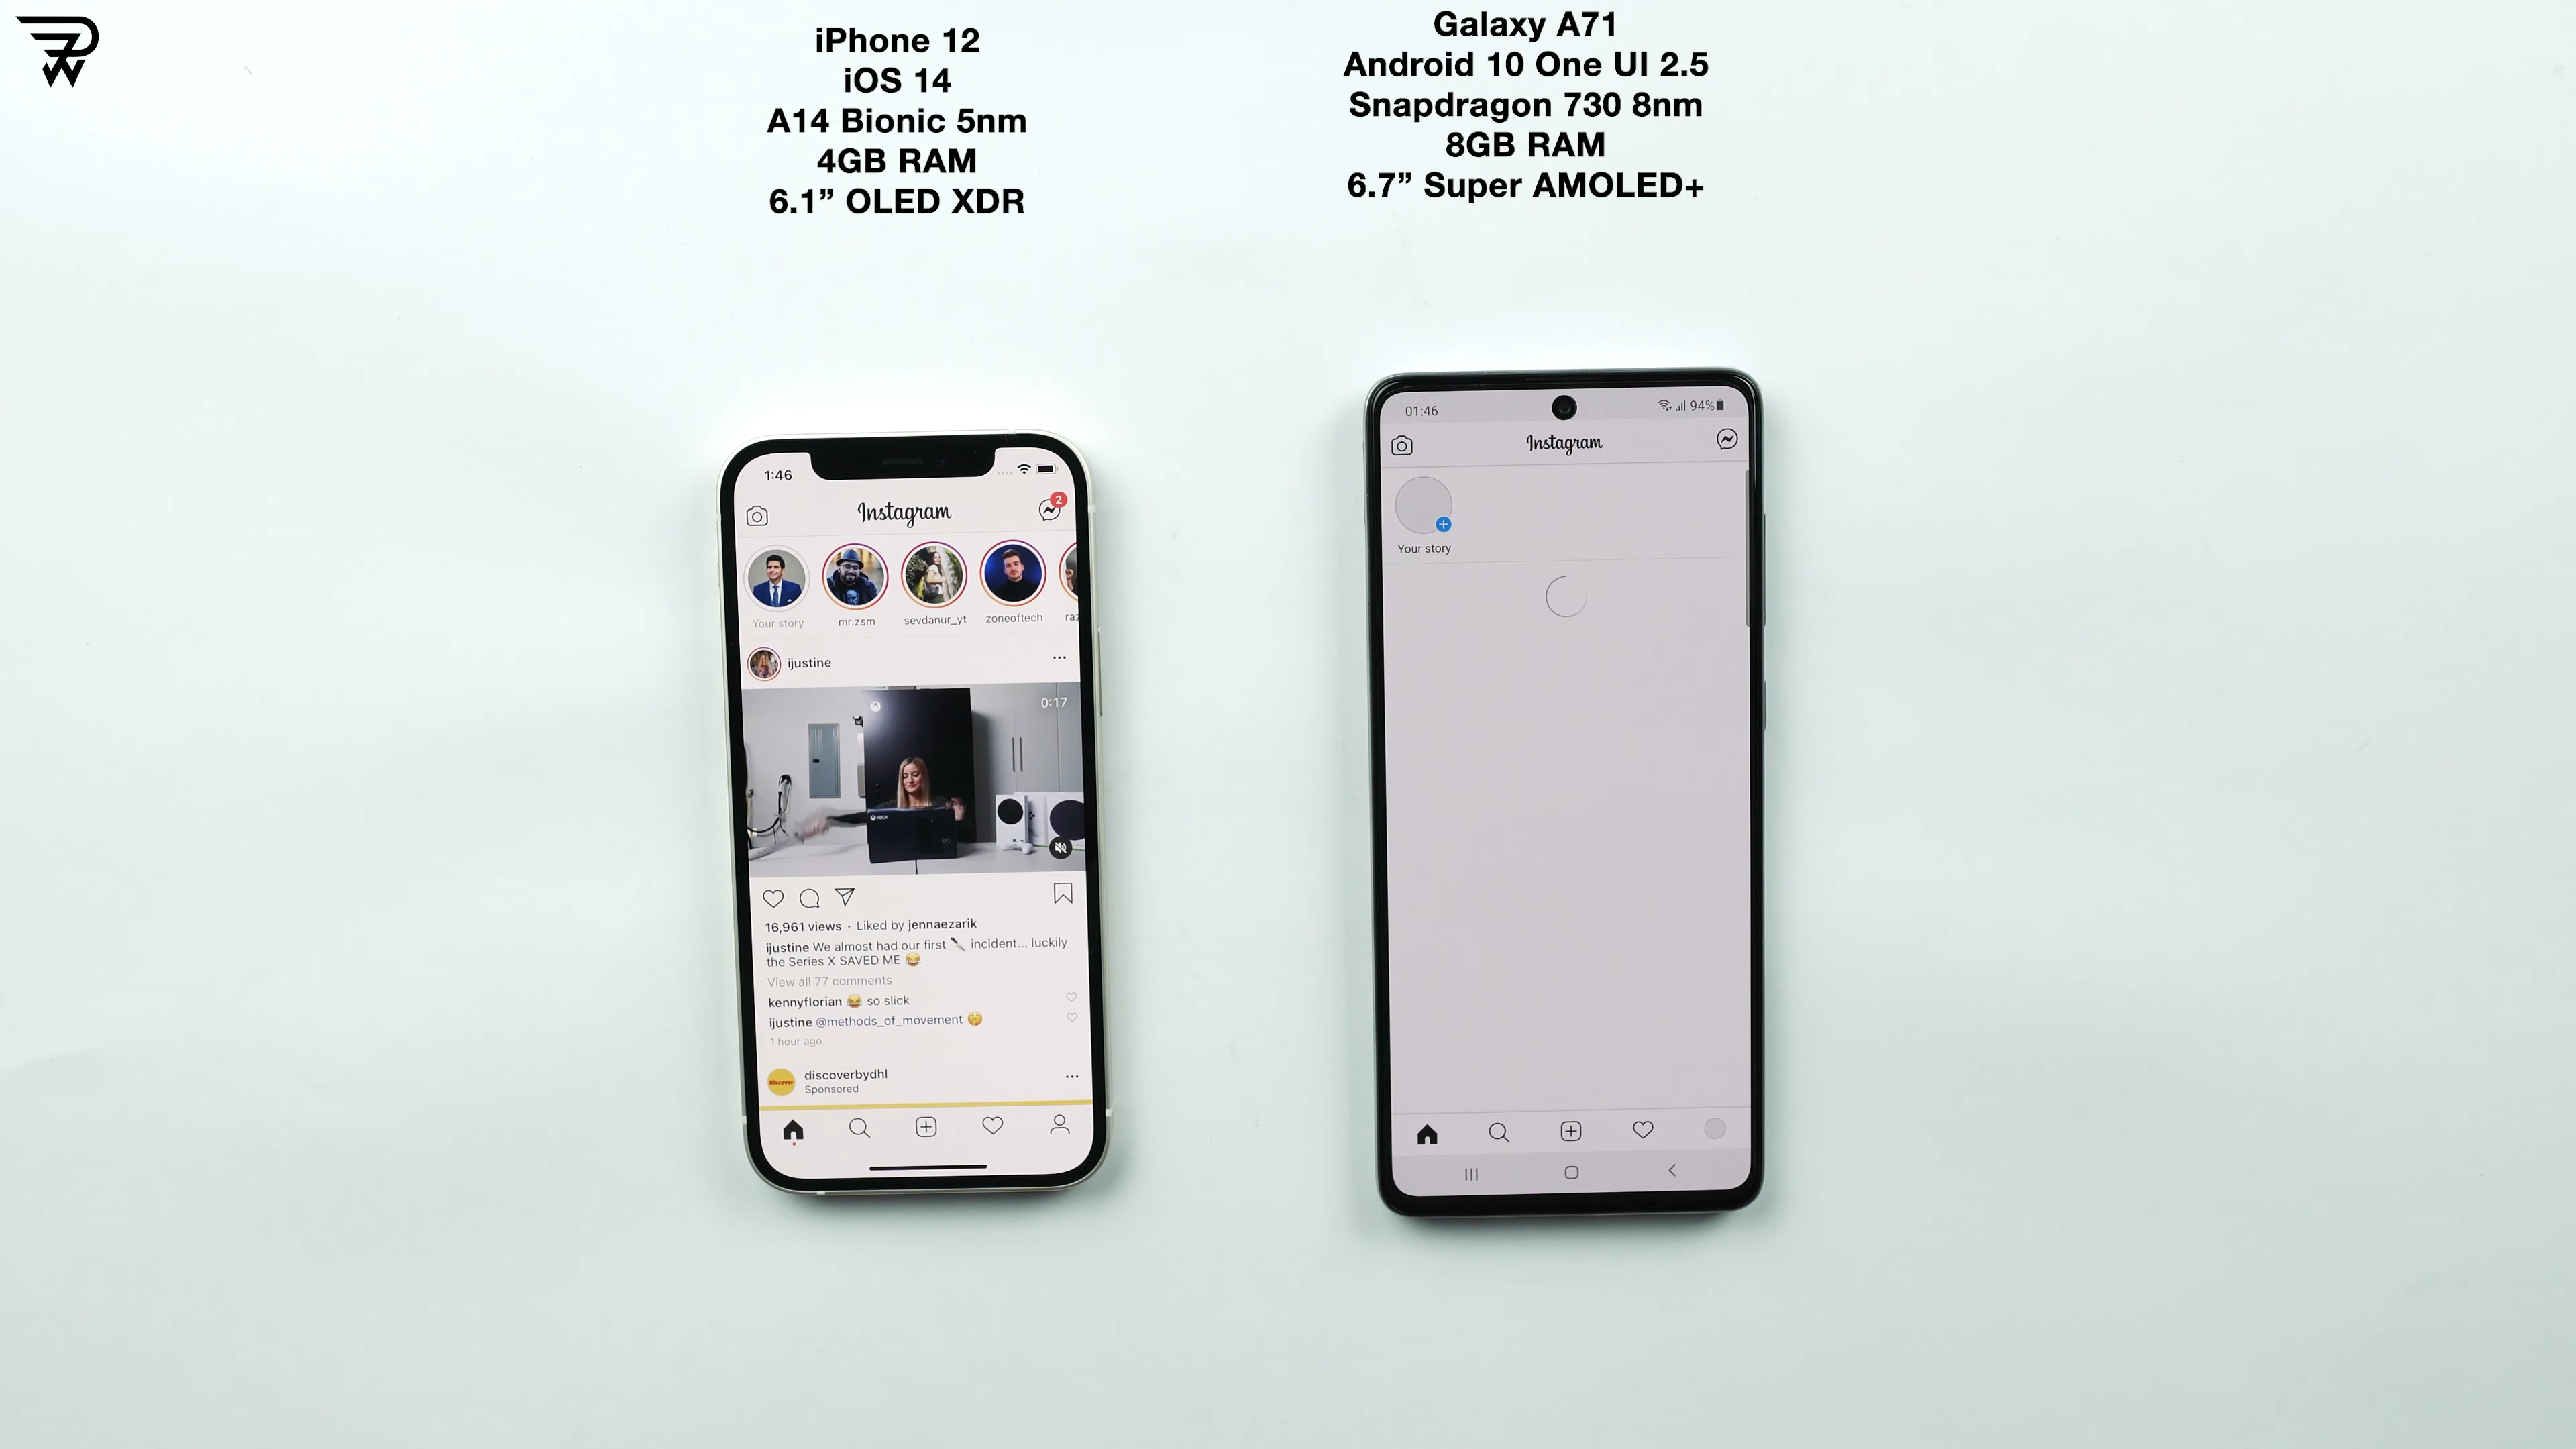 iPhone 12
iOS 14
A14 Bionic 5nm
4GB RAM
6.1” OLED XDR
Galaxy A71
Android 10 One UI 2.5
Snapdragon 730 8nm
8GB RAM
6.7” Super AMOLED+
1:46
Instagram
2
Your story
mr.zsm
sevdanur_yt
zoneoftech
raz
ijustine
0:17
XBOX
16,961 views · Liked by jennaezarik
ijustine We almost had our first 🔪 incident... luckily
the Series X SAVED ME 😂
View all 77 comments
kennyflorian 😂 so slick
ijustine @methods_of_movement 🤭
1 hour ago
Discover
discoverbydhl
Sponsored
01:46
94%
Instagram
Your story